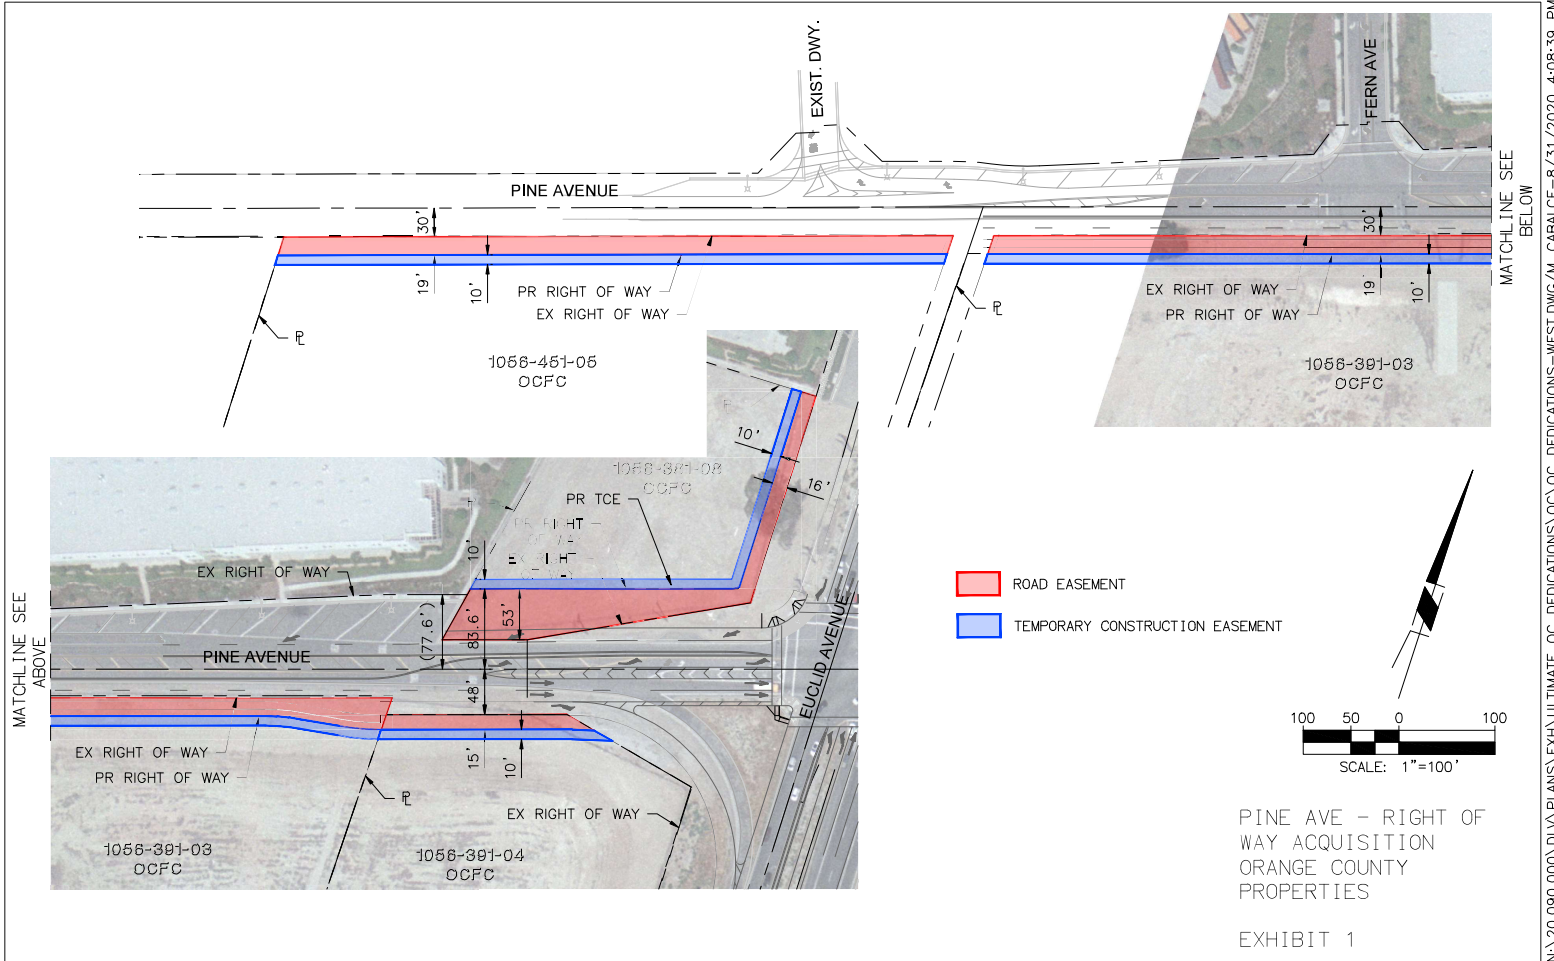 EXIST. DWY.
FERN AVE
PINE AVENUE
30'
30'
MATCHLINE SEE
BELOW
19'
10'
PR RIGHT OF WAY
EX RIGHT OF WAY
EX RIGHT OF WAY
PR RIGHT OF WAY
19'
10'
PL
PL
1056-451-05
OCFC
1056-391-03
OCFC
10'
1056-381-08
OCFC
16'
PR TCE
10'
EX RIGHT OF WAY
(77.6')
83.6'
53'
MATCHLINE SEE
ABOVE
PINE AVENUE
EUCLID AVENUE
48'
EX RIGHT OF WAY
PR RIGHT OF WAY
15'
10'
PL
EX RIGHT OF WAY
1056-391-03
OCFC
1056-391-04
OCFC
ROAD EASEMENT
TEMPORARY CONSTRUCTION EASEMENT
100 50 0 100
SCALE: 1"=100'
PINE AVE - RIGHT OF
WAY ACQUISITION
ORANGE COUNTY
PROPERTIES
EXHIBIT 1